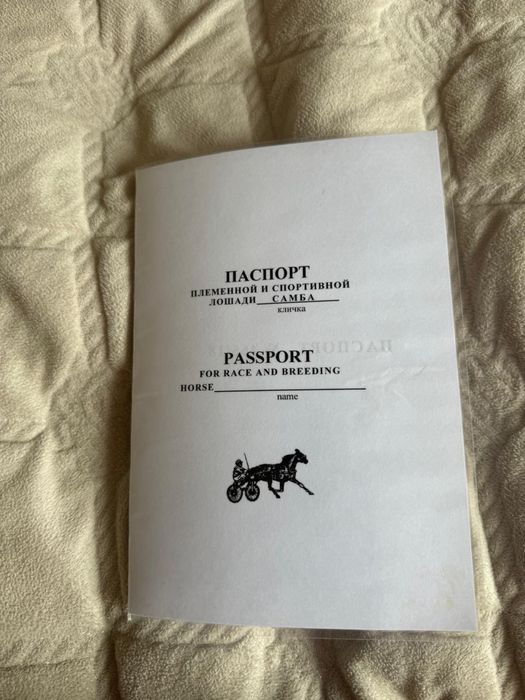 ПАСПОРТ
ПЛЕМЕННОЙ И СПОРТИВНОЙ
ЛОШАДИ САМБА
кличка
PASSPORT
FOR RACE AND BREEDING
HORSE
name